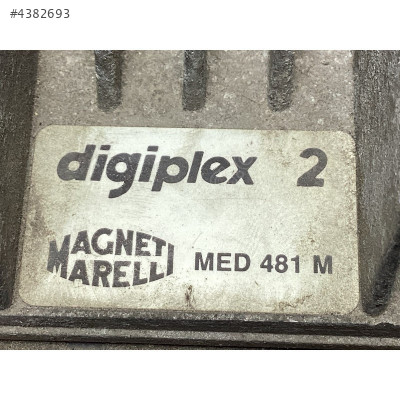 #4382693
digiplex 2
MAGNETI
MARELLI
MED 481 M